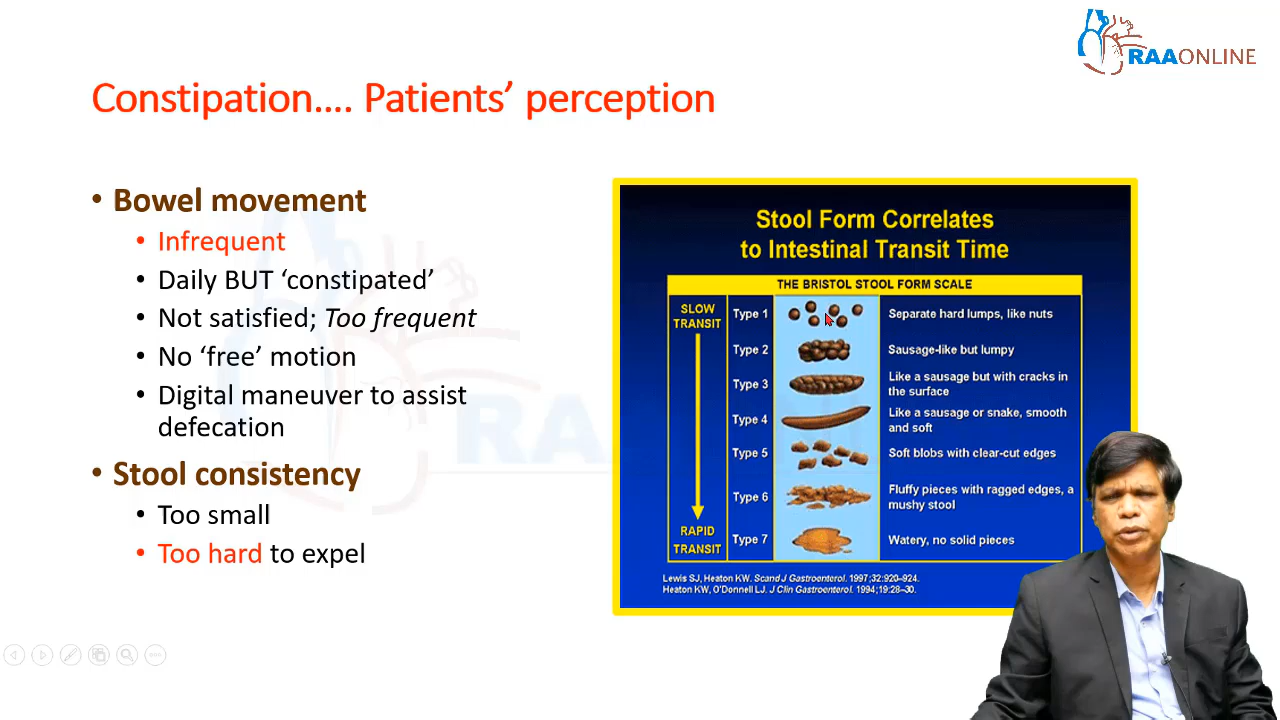 RAAONLINE
Constipation…. Patients’ perception
• Bowel movement
• Infrequent
• Daily BUT ‘constipated’
• Not satisfied; Too frequent
• No ‘free’ motion
• Digital maneuver to assist
defecation
• Stool consistency
• Too small
• Too hard to expel
Stool Form Correlates
to Intestinal Transit Time
THE BRISTOL STOOL FORM SCALE
SLOW
TRANSIT
Type 1 Separate hard lumps, like nuts
Type 2 Sausage-like but lumpy
Type 3 Like a sausage but with cracks in
the surface
Type 4 Like a sausage or snake, smooth
and soft
Type 5 Soft blobs with clear-cut edges
Type 6 Fluffy pieces with ragged edges, a
mushy stool
RAPID
TRANSIT
Type 7 Watery, no solid pieces
Lewis SJ, Heaton KW. Scand J Gastroenterol. 1997;32:920–924.
Heaton KW, O'Donnell LJ. J Clin Gastroenterol. 1994;19:28–30.